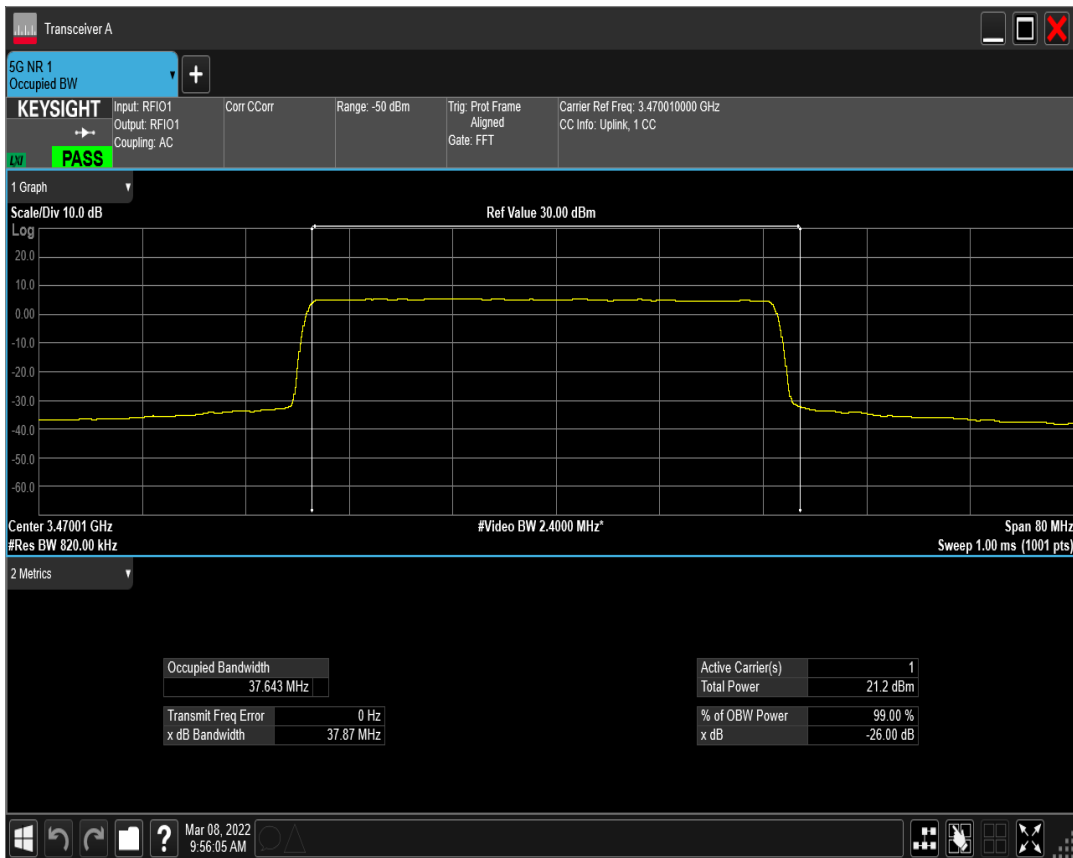 Transceiver A
5G NR 1
Occupied BW
+
KEYSIGHT
LXI
PASS
Input: RFIO1
Output: RFIO1
Coupling: AC
Corr CCorr
Range: -50 dBm
Trig: Prot Frame
Aligned
Gate: FFT
Carrier Ref Freq: 3.470010000 GHz
CC Info: Uplink, 1 CC
1 Graph
Scale/Div 10.0 dB
Ref Value 30.00 dBm
Log
20.0
10.0
0.00
-10.0
-20.0
-30.0
-40.0
-50.0
-60.0
Center 3.47001 GHz
#Video BW 2.4000 MHz*
Span 80 MHz
#Res BW 820.00 kHz
Sweep 1.00 ms (1001 pts)
2 Metrics
Occupied Bandwidth
37.643 MHz
Transmit Freq Error 0 Hz
x dB Bandwidth 37.87 MHz
Active Carrier(s) 1
Total Power 21.2 dBm
% of OBW Power 99.00 %
x dB -26.00 dB
?
Mar 08, 2022
9:56:05 AM